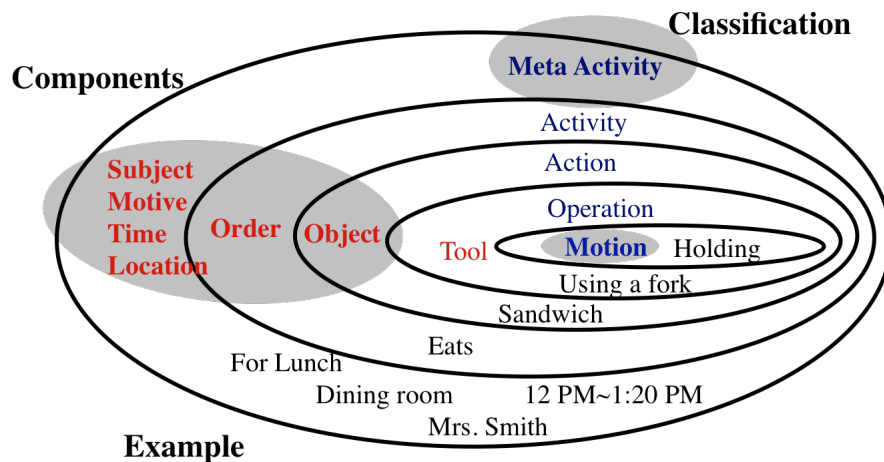 Classification
Meta Activity
Components
Activity
Action
Subject
Motive
Time
Location
Order
Object
Operation
Tool
Motion
Holding
Using a fork
Sandwich
Eats
For Lunch
Dining room
12 PM~1:20 PM
Mrs. Smith
Example